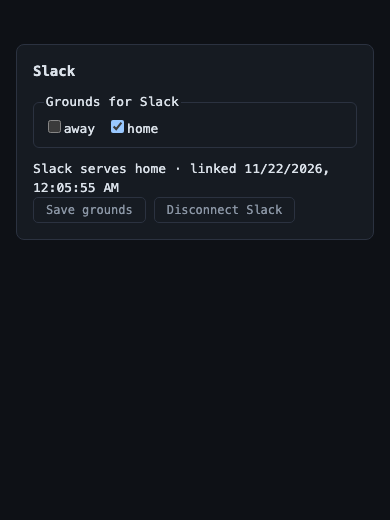 Slack
Grounds for Slack
away home
Slack serves home · linked 11/22/2026,
12:05:55 AM
Save grounds Disconnect Slack